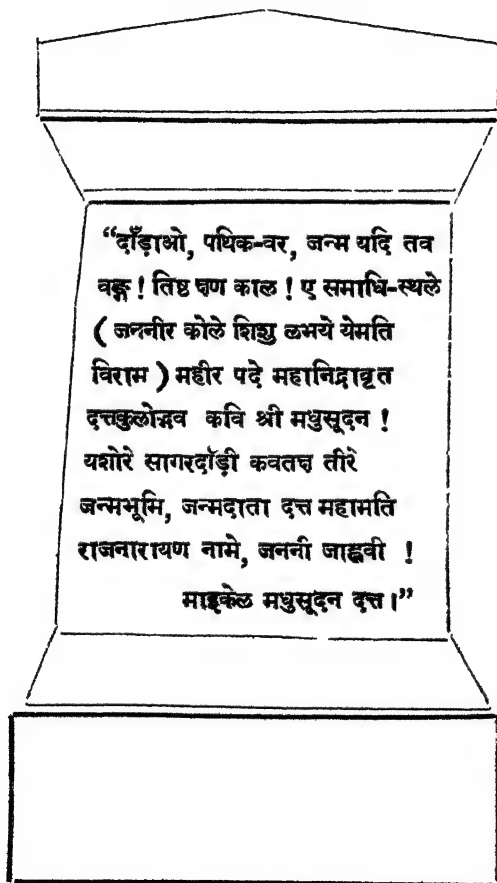 “दाँड़ाओ, पथिक-वर, जन्म यदि तव
वङ्ग ! तिष्ठ क्षण काल ! ए समाधि-स्थले
( जननीर कोले शिशु लभये येमति
विराम ) महीर पदे महानिद्रावृत
दत्तकुलोद्भव कवि श्री मधुसूदन !
यशोरे सागरदाँड़ी कवतक्ष तीरे
जन्मभूमि, जन्मदाता दत्त महामति
राजनारायण नामे, जननी जाह्नवी !
माइकेल मधुसूदन दत्त।”